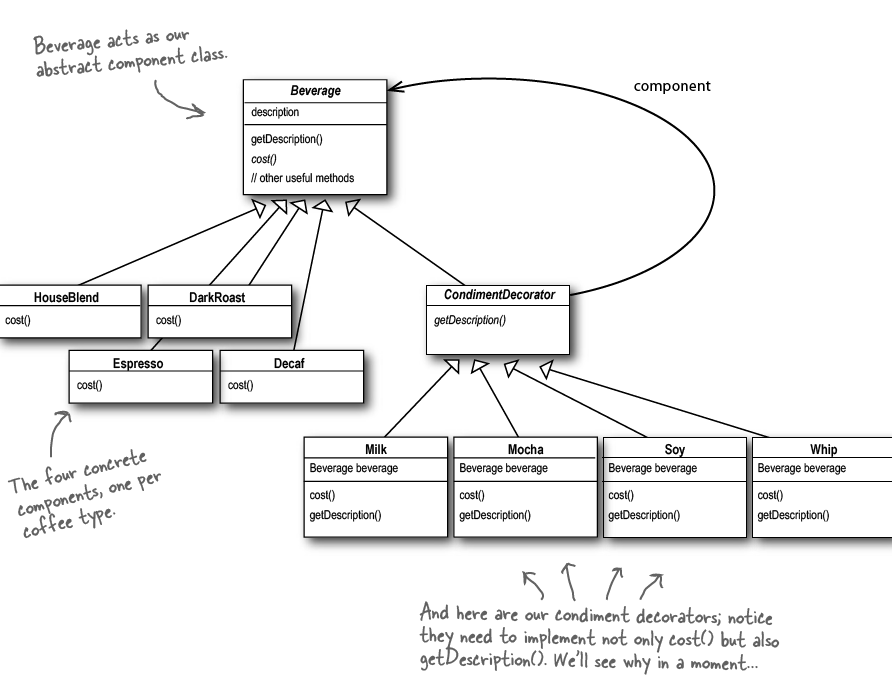 Beverage acts as our
abstract component class.
component
Beverage
description
getDescription()
cost()
// other useful methods
HouseBlend
cost()
DarkRoast
cost()
CondimentDecorator
getDescription()
Espresso
cost()
Decaf
cost()
The four concrete
components, one per
coffee type.
Milk
Beverage beverage
cost()
getDescription()
Mocha
Beverage beverage
cost()
getDescription()
Soy
Beverage beverage
cost()
getDescription()
Whip
Beverage beverage
cost()
getDescription()
And here are our condiment decorators; notice
they need to implement not only cost() but also
getDescription(). We'll see why in a moment...